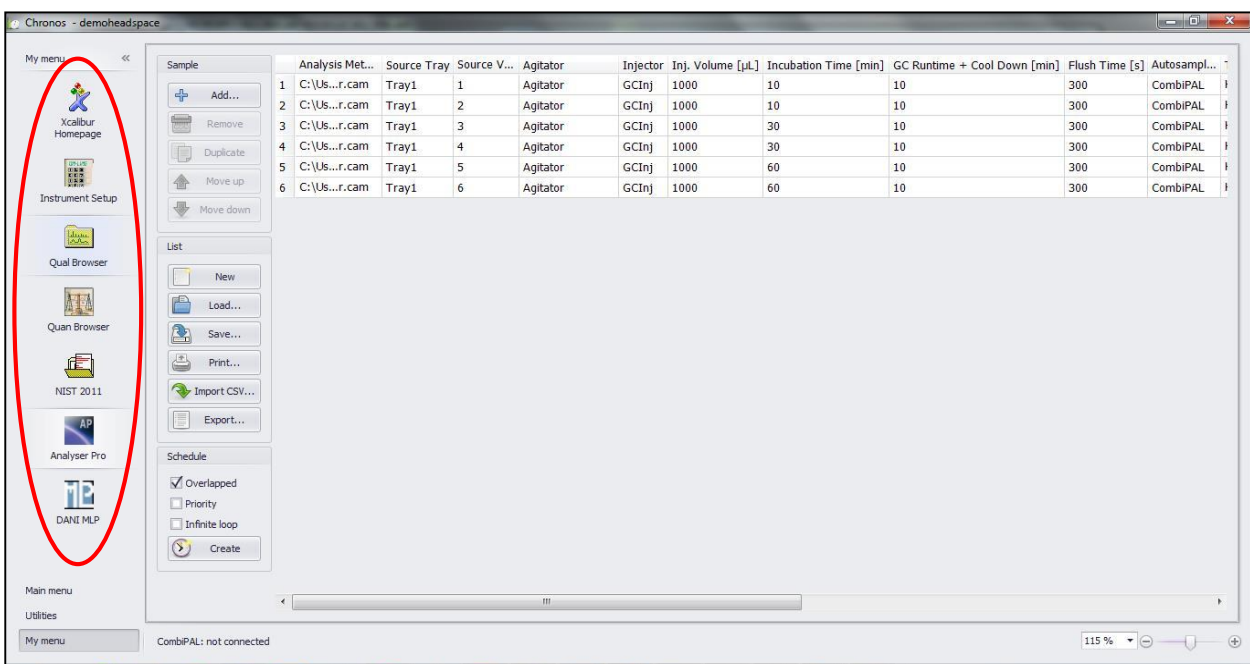 Chronos - demoheadspace
My menu «
Xcalibur
Homepage
Instrument Setup
Qual Browser
Quan Browser
NIST 2011
AP
Analyser Pro
DANI MLP
Main menu
Utilities
My menu
Sample
Add...
Remove
Duplicate
Move up
Move down
List
New
Load...
Save...
Print...
Import CSV...
Export...
Schedule
Overlapped
Priority
Infinite loop
Create
Analysis Met... Source Tray Source V... Agitator Injector Inj. Volume [µL] Incubation Time [min] GC Runtime + Cool Down [min] Flush Time [s] Autosampl...
1 C:\Us...r.cam Tray1 1 Agitator GCInj 1000 10 10 300 CombiPAL
2 C:\Us...r.cam Tray1 2 Agitator GCInj 1000 10 10 300 CombiPAL
3 C:\Us...r.cam Tray1 3 Agitator GCInj 1000 30 10 300 CombiPAL
4 C:\Us...r.cam Tray1 4 Agitator GCInj 1000 30 10 300 CombiPAL
5 C:\Us...r.cam Tray1 5 Agitator GCInj 1000 60 10 300 CombiPAL
6 C:\Us...r.cam Tray1 6 Agitator GCInj 1000 60 10 300 CombiPAL
CombiPAL: not connected
115 %